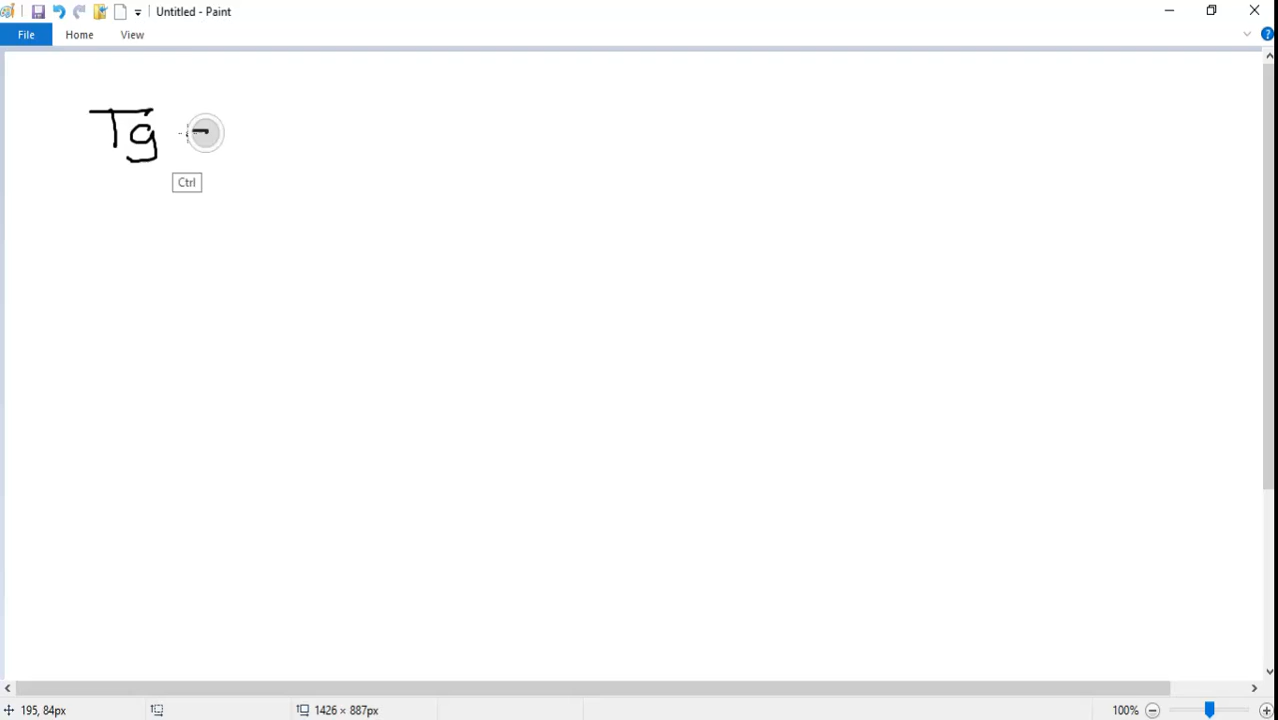 Untitled - Paint
File Home View
Tg -
Ctrl
195, 84px 1426 × 887px 100%